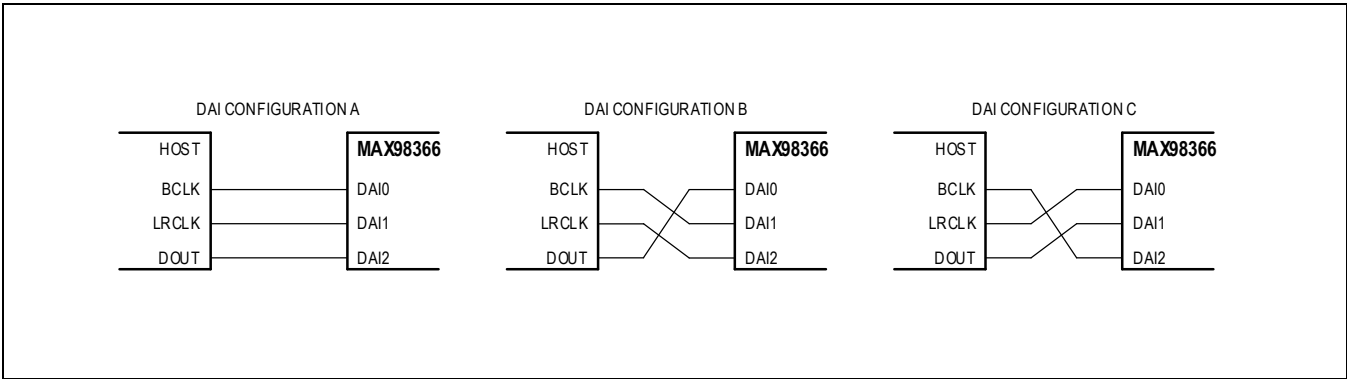 DAI CONFIGURATION A
HOST
MAX98366
BCLK
DAI0
LRCLK
DAI1
DOUT
DAI2
DAI CONFIGURATION B
HOST
MAX98366
BCLK
DAI0
LRCLK
DAI1
DOUT
DAI2
DAI CONFIGURATION C
HOST
MAX98366
BCLK
DAI0
LRCLK
DAI1
DOUT
DAI2